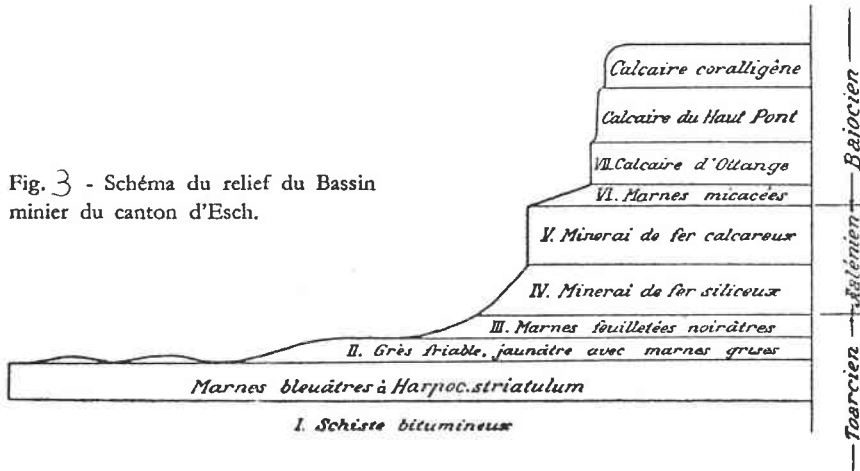 Calcaire coralligène
Calcaire du Haut Pont
VII. Calcaire d'Ottange
VI. Marnes micacées
V. Minerai de fer calcareux
IV. Minerai de fer siliceux
III. Marnes feuilletées noirâtres
II. Grès friable, jaunâtre avec marnes grises
Marnes bleuâtres à Harpoc. striatulum
I. Schiste bitumineux
Bajocien
Aalénien
Toarcien
Fig. 3 - Schéma du relief du Bassin
minier du canton d'Esch.